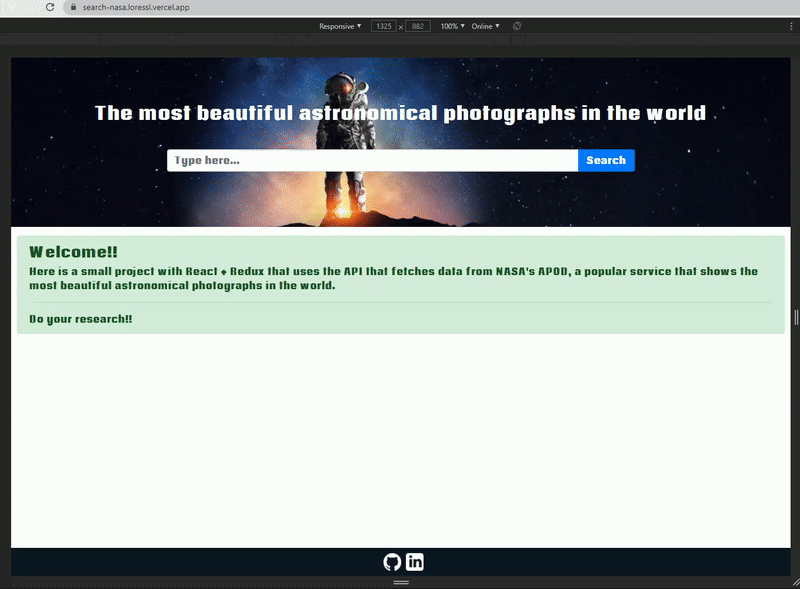 search-nasa.loressl.vercel.app
Responsive ▼ 1325 x 882 100% ▼ Online ▼
The most beautiful astronomical photographs in the world
Type here... Search
Welcome!!
Here is a small project with React + Redux that uses the API that fetches data from NASA's APOD, a popular service that shows the
most beautiful astronomical photographs in the world.
Do your research!!
in